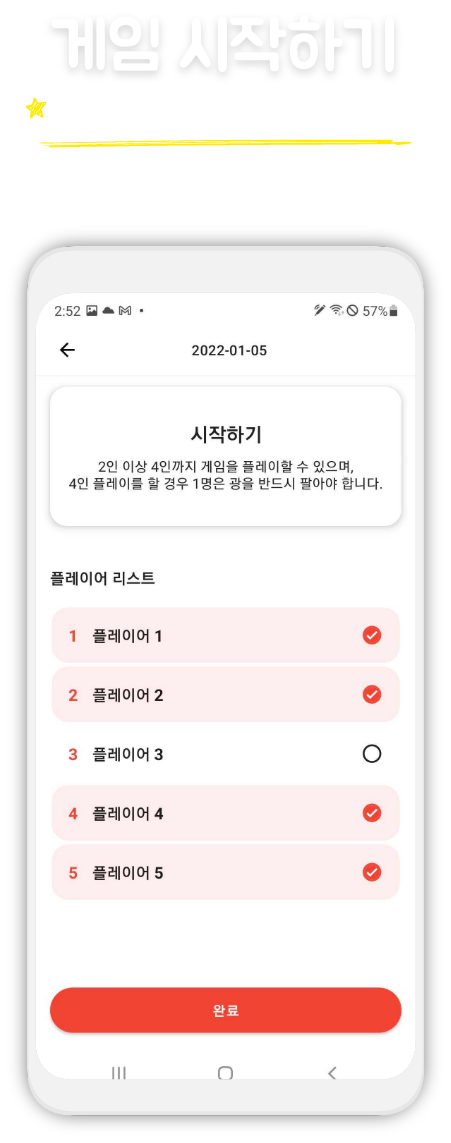 게임 시작하기
2:52
57%
2022-01-05
시작하기
2인 이상 4인까지 게임을 플레이할 수 있으며,
4인 플레이를 할 경우 1명은 광을 반드시 팔아야 합니다.
플레이어 리스트
1 플레이어 1
2 플레이어 2
3 플레이어 3
4 플레이어 4
5 플레이어 5
완료